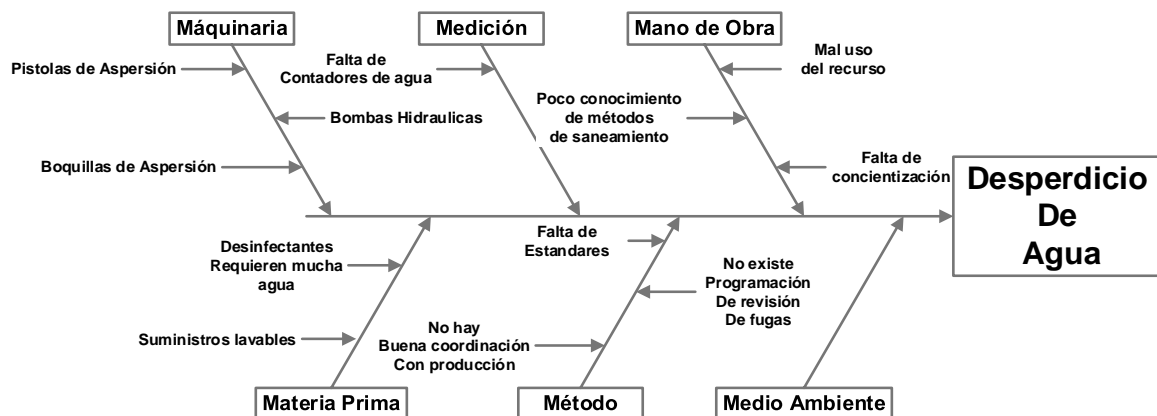 Máquinaria
Medición
Mano de Obra
Pistolas de Aspersión
Falta de
Contadores de agua
Mal uso
del recurso
Bombas Hidraulicas
Poco conocimiento
de métodos
de saneamiento
Boquillas de Aspersión
Falta de
concientización
Desperdicio
De
Agua
Desinfectantes
Requieren mucha
agua
Falta de
Estandares
No existe
Programación
De revisión
De fugas
Suministros lavables
No hay
Buena coordinación
Con producción
Materia Prima
Método
Medio Ambiente